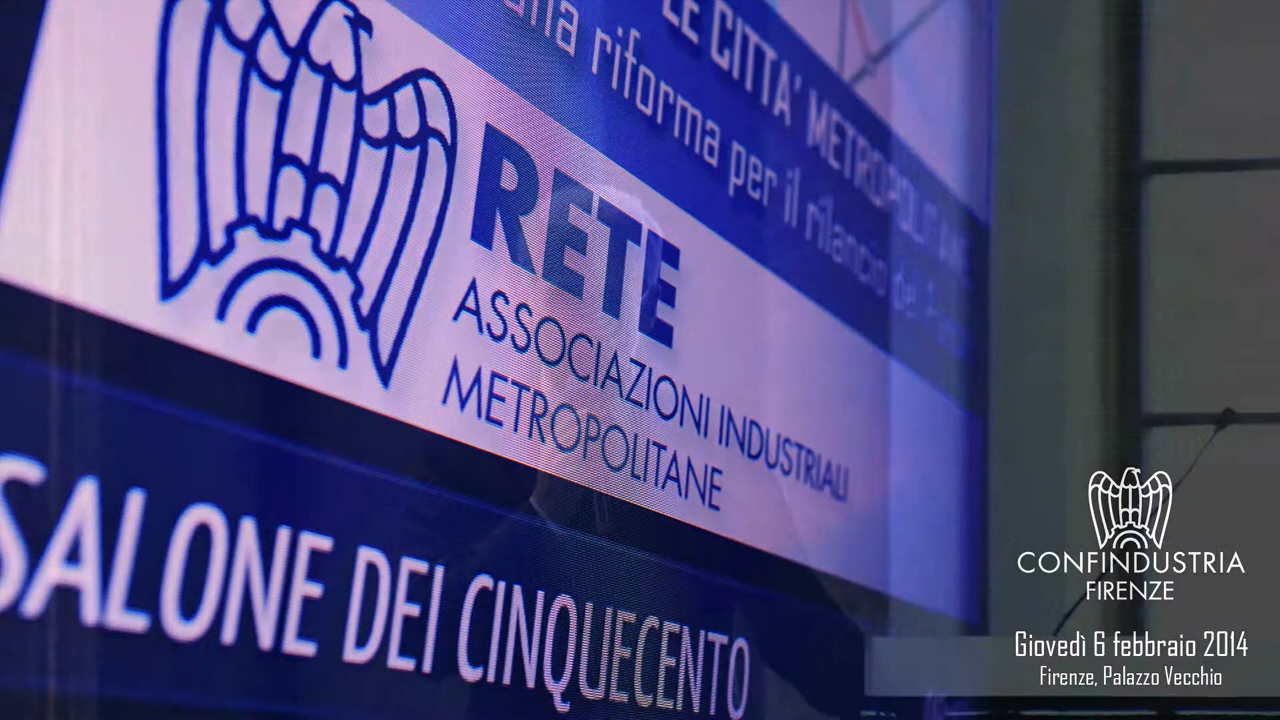 LE CITTA' METROPOLITANE
riforma per il rilancio del
RETE
ASSOCIAZIONI INDUSTRIALI
METROPOLITANE
SALONE DEI CINQUECENTO
CONFINDUSTRIA
FIRENZE
Giovedì 6 febbraio 2014
Firenze, Palazzo Vecchio